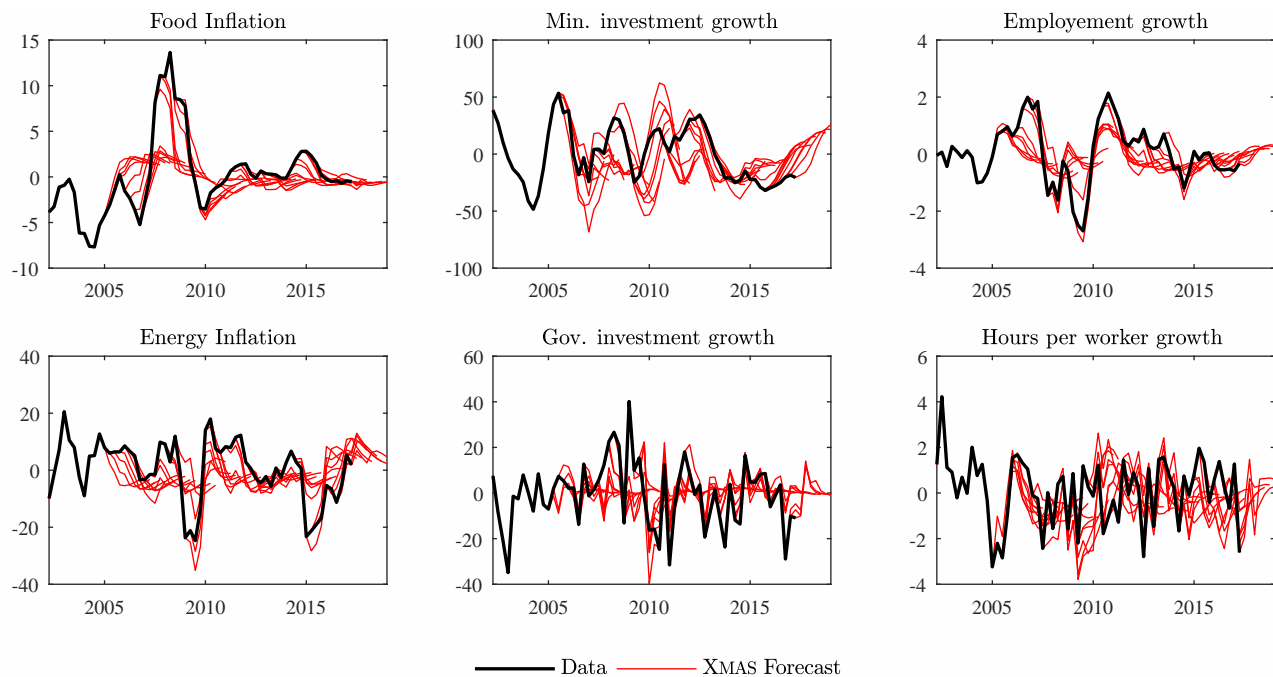 Food Inflation
15
10
5
0
-5
-10
2005 2010 2015
Min. investment growth
100
50
0
-50
-100
2005 2010 2015
Employement growth
4
2
0
-2
-4
2005 2010 2015
Energy Inflation
40
20
0
-20
-40
2005 2010 2015
Gov. investment growth
60
40
20
0
-20
-40
2005 2010 2015
Hours per worker growth
6
4
2
0
-2
-4
2005 2010 2015
Data XMAS Forecast